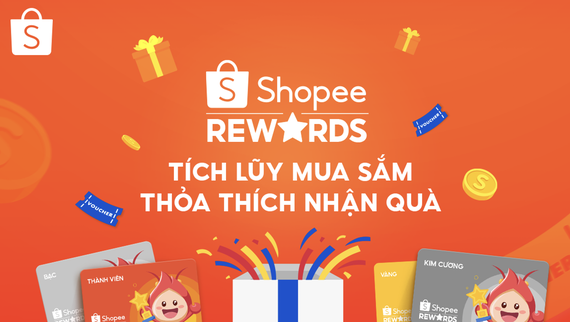 S
S Shopee
REWARDS
TÍCH LŨY MUA SẮM
THỎA THÍCH NHẬN QUÀ
VOUCHER
S
VOUCHER
BẠC
THÀNH VIÊN
Shopee
VÀNG
KIM CƯƠNG
Shopee
REWARDS